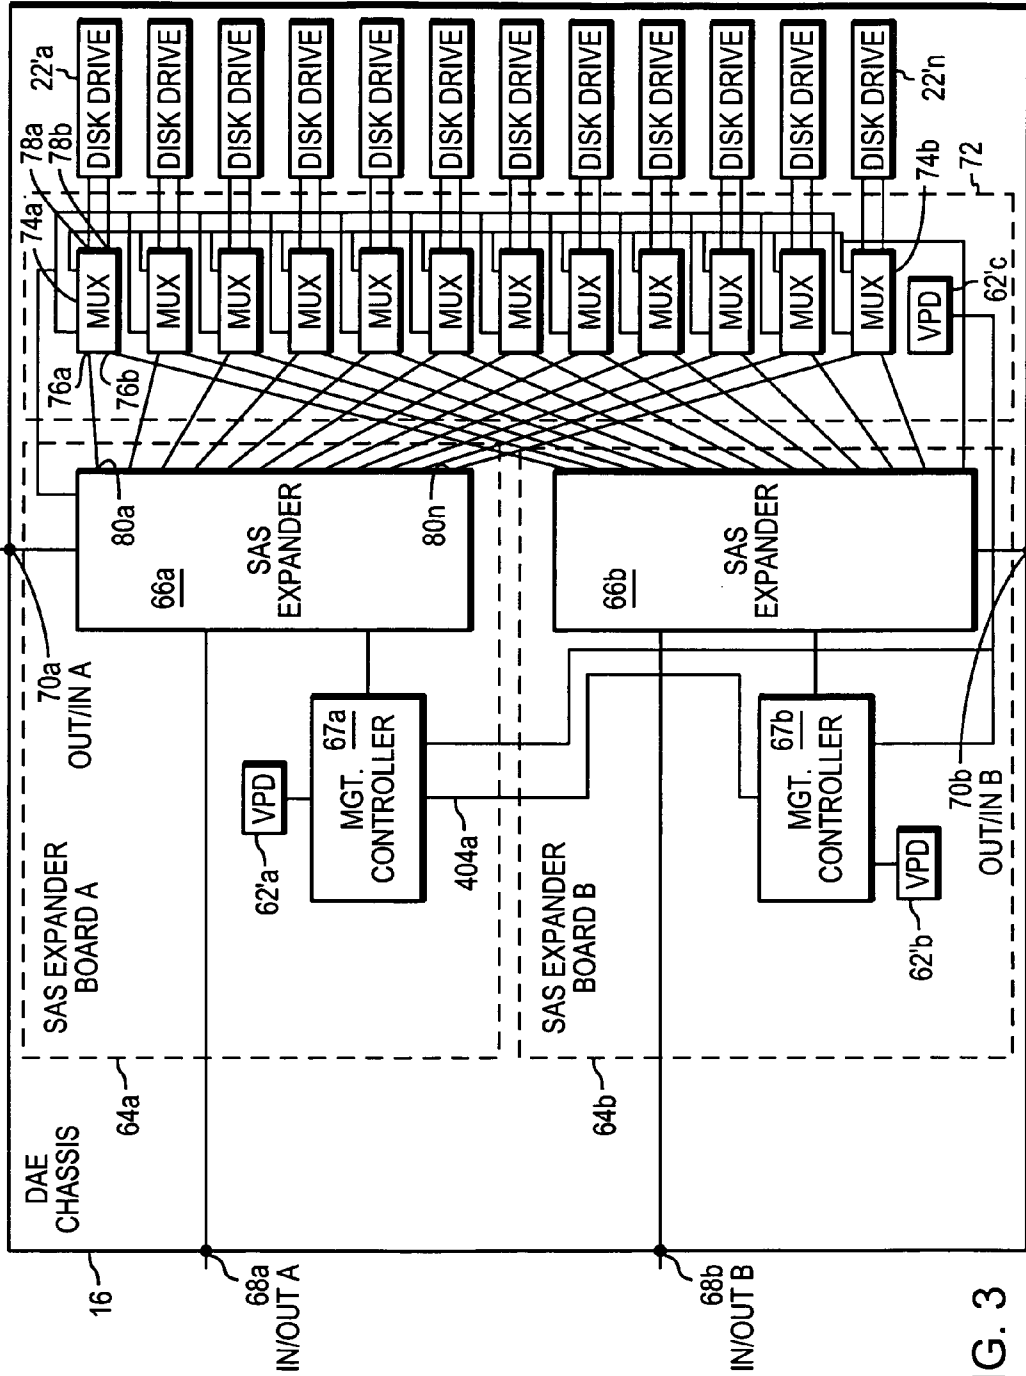 22'a
DISK DRIVE
DISK DRIVE
DISK DRIVE
DISK DRIVE
DISK DRIVE
DISK DRIVE
DISK DRIVE
DISK DRIVE
DISK DRIVE
DISK DRIVE
DISK DRIVE
DISK DRIVE
22'n
74a
78a
78b
MUX
MUX
MUX
MUX
MUX
MUX
MUX
MUX
MUX
MUX
MUX
MUX
74b
72
76a
76b
VPD
62'c
80a
80n
SAS
EXPANDER
66a
SAS
EXPANDER
66b
70a
OUT/IN A
70b
OUT/IN B
67a
MGT.
CONTROLLER
67b
MGT.
CONTROLLER
VPD
62'a
404a
VPD
62'b
SAS EXPANDER
BOARD A
SAS EXPANDER
BOARD B
64a
64b
DAE
CHASSIS
16
68a
IN/OUT A
68b
IN/OUT B
IG. 3